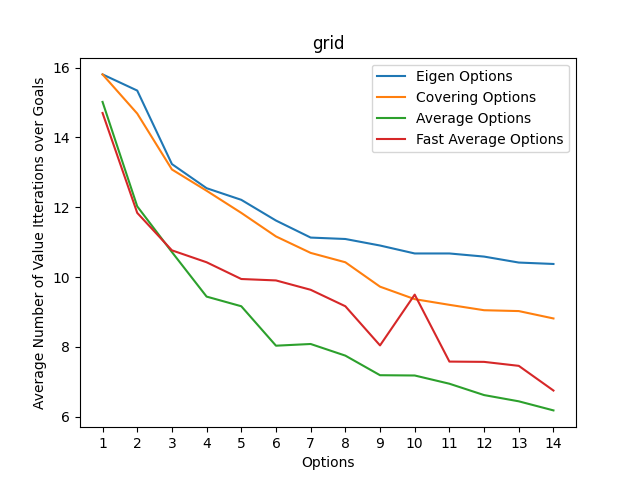 grid
Average Number of Value Itterations over Goals
16
14
12
10
8
6
Eigen Options
Covering Options
Average Options
Fast Average Options
1 2 3 4 5 6 7 8 9 10 11 12 13 14
Options